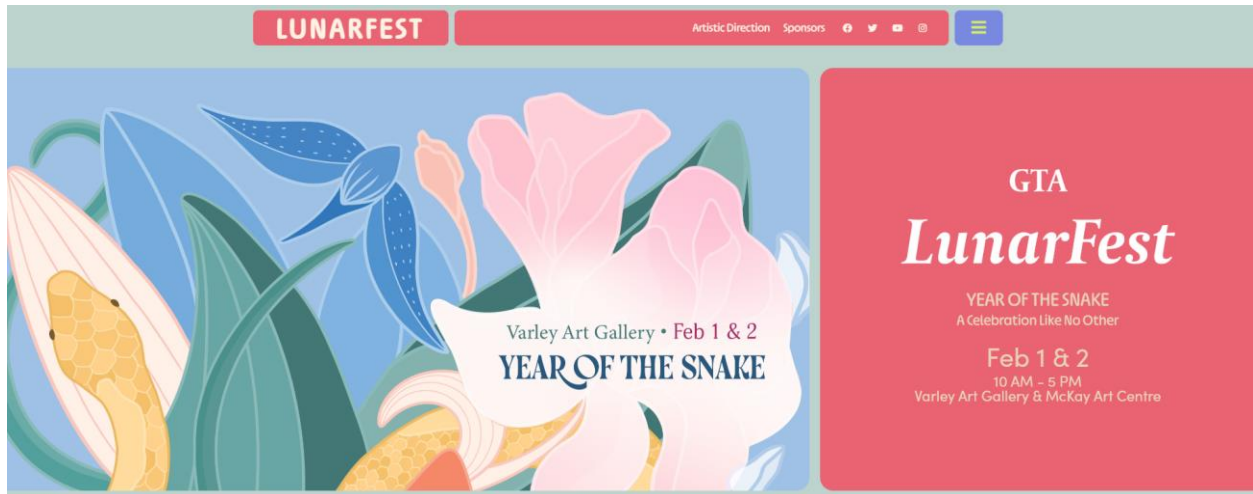 LUNARFEST
Artistic Direction Sponsors
Varley Art Gallery • Feb 1 & 2
YEAR OF THE SNAKE
GTA
LunarFest
YEAR OF THE SNAKE
A Celebration Like No Other
Feb 1 & 2
10 AM - 5 PM
Varley Art Gallery & McKay Art Centre